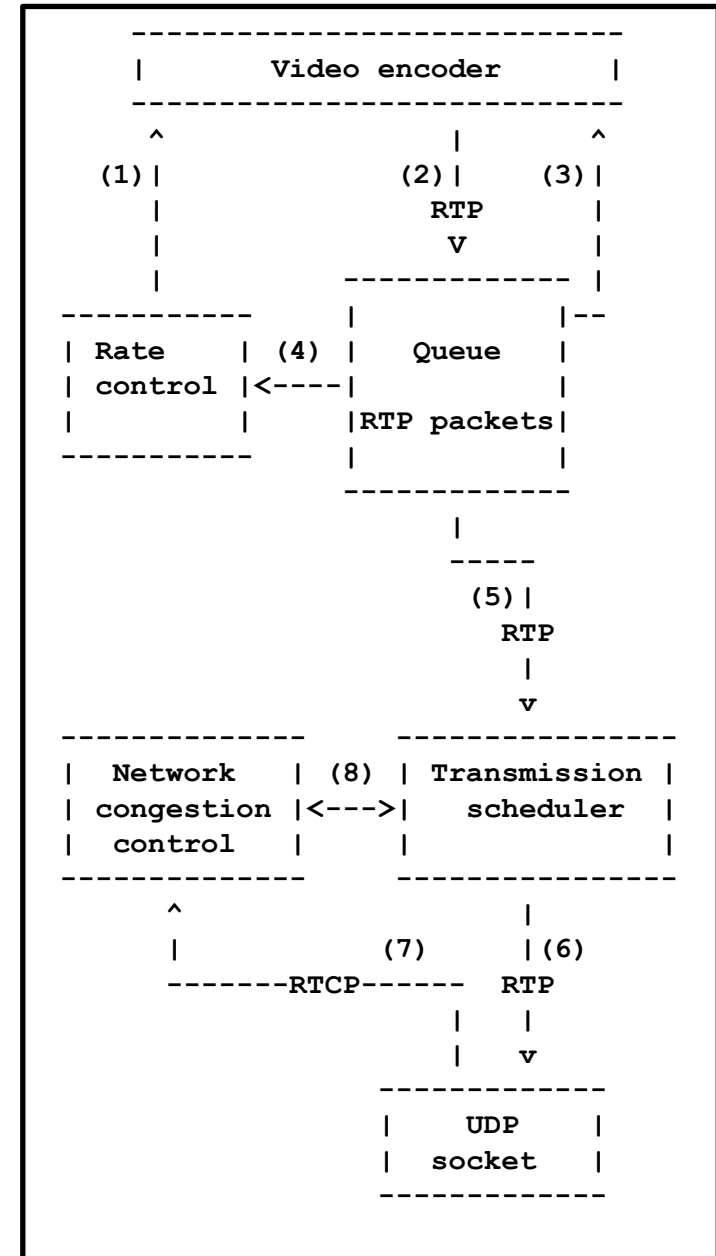 ----------------------------
| Video encoder |
----------------------------
^ | ^
(1)| (2)| (3)|
| RTP |
| V |
| ------------- |
----------- | |--
| Rate | (4) | Queue |
| control |<----| |
| | |RTP packets|
----------- | |
-------------
|
-----
(5)|
RTP
|
v
-------------- ----------------
| Network | (8) | Transmission |
| congestion |<--->| scheduler |
| control | | |
-------------- ----------------
^ |
| (7) |(6)
-------RTCP------ RTP
| |
| v
-------------
| UDP |
| socket |
-------------